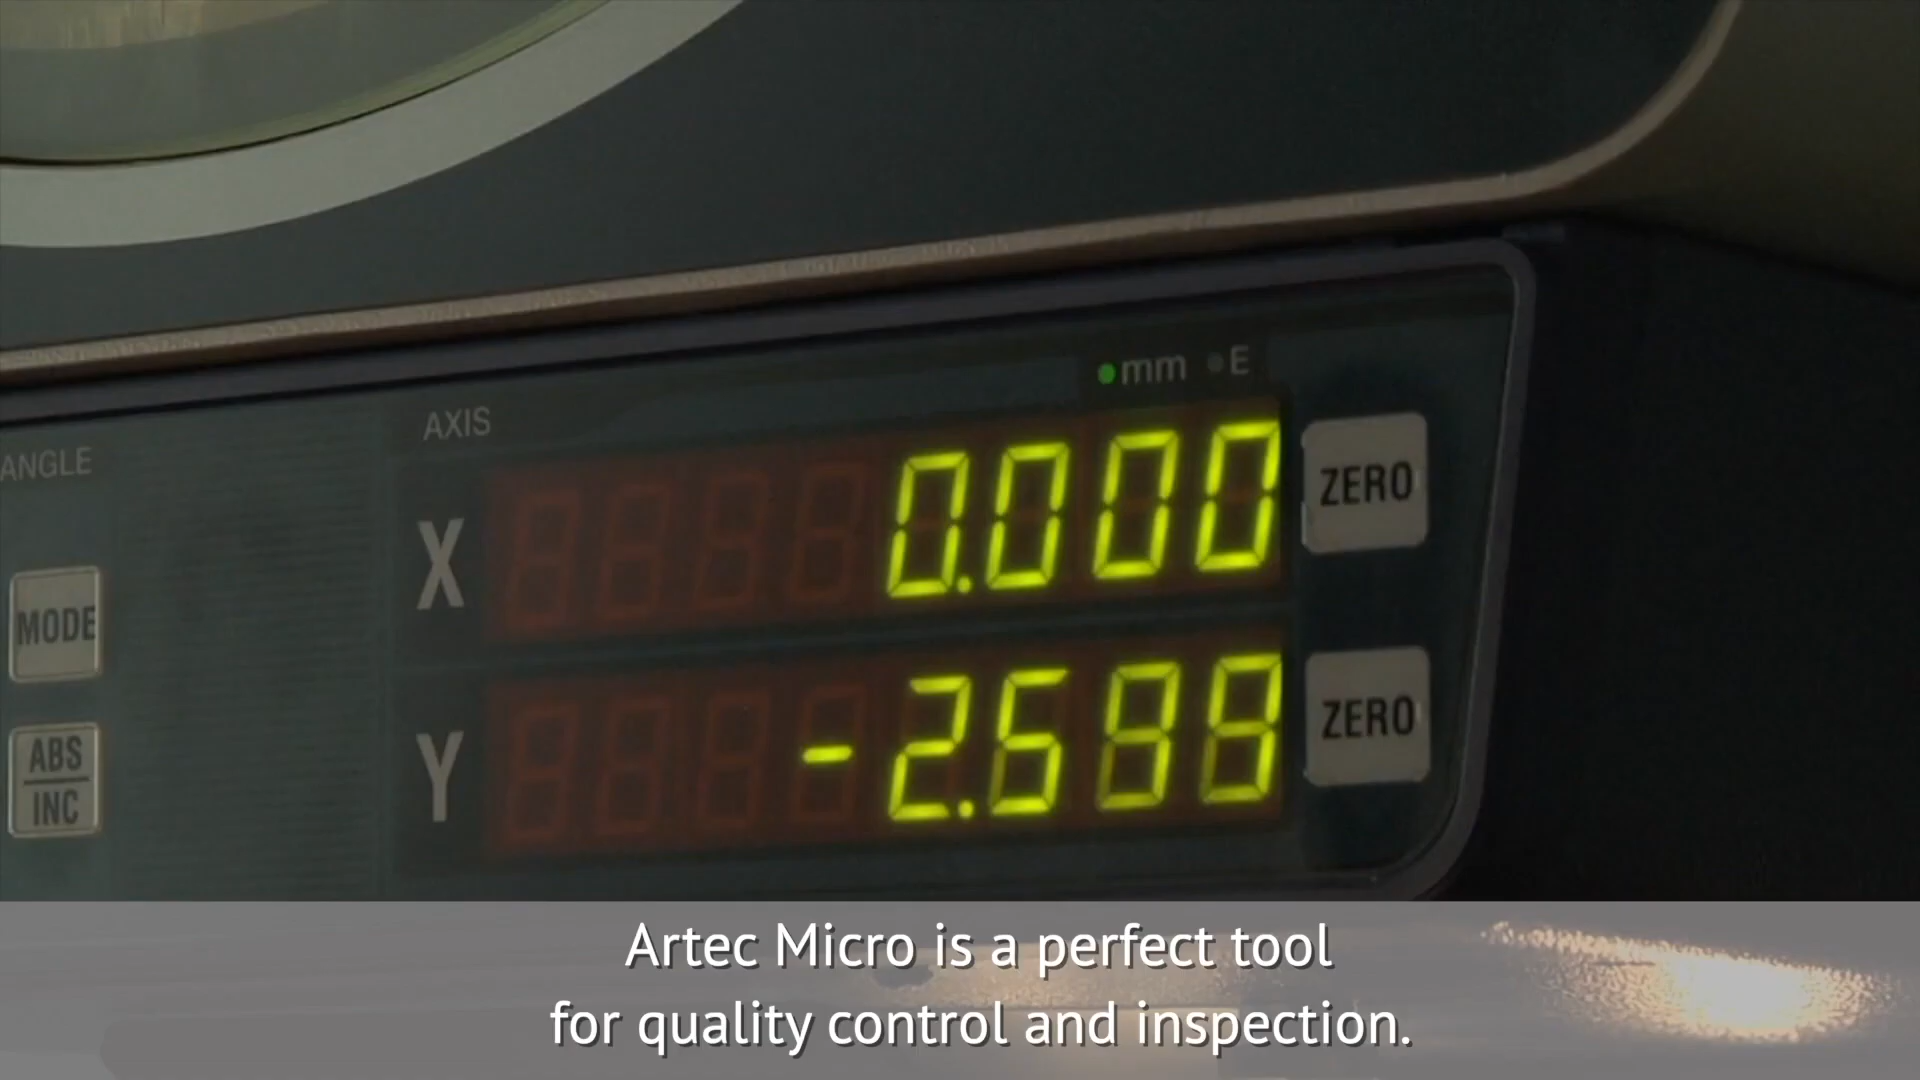 mm E
AXIS
ANGLE
X 0.000 ZERO
MODE
Y -2.688 ZERO
ABS
INC
Artec Micro is a perfect tool
for quality control and inspection.